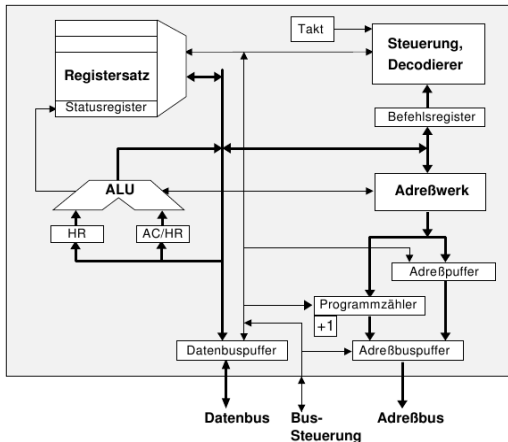 Takt
Steuerung,
Decodierer
Registersatz
Statusregister
Befehlsregister
ALU
Adreßwerk
HR
AC/HR
Adreßpuffer
Programmzähler
+1
Datenbuspuffer
Adreßbuspuffer
Datenbus
Bus-
Steuerung
Adreßbus